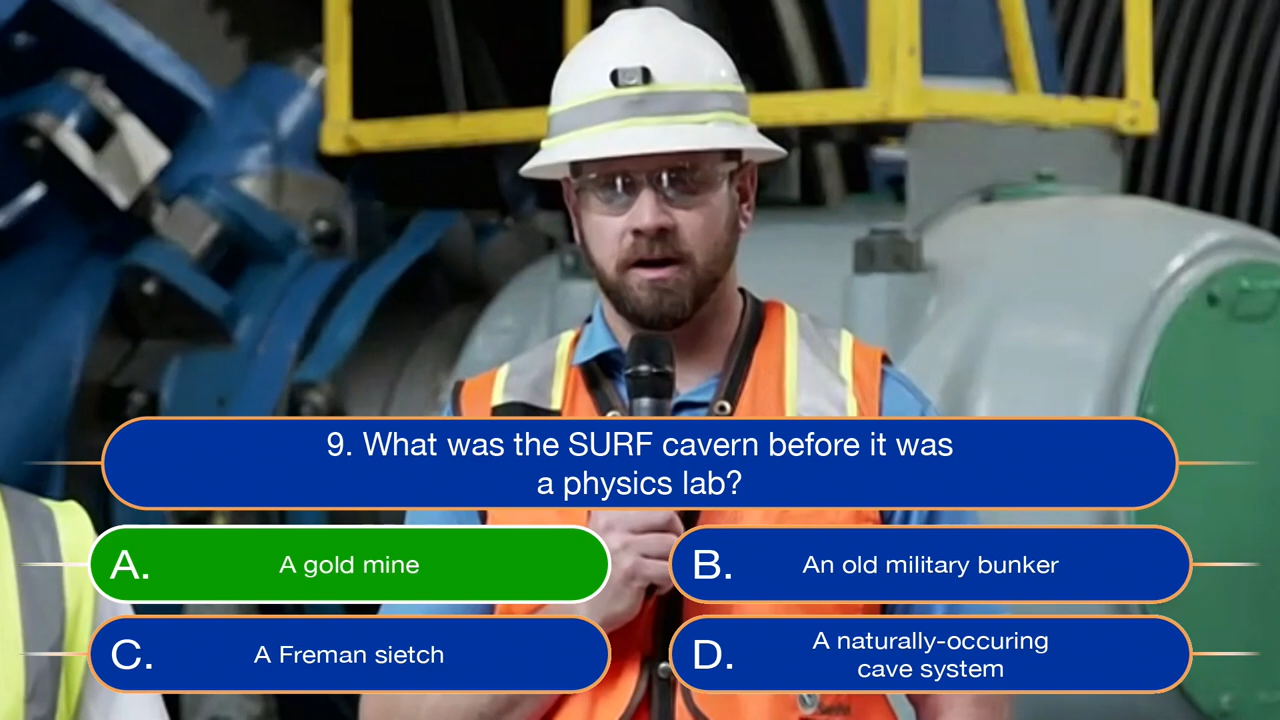 9. What was the SURF cavern before it was
a physics lab?
A. A gold mine
B. An old military bunker
C. A Freman sietch
D. A naturally-occuring
cave system